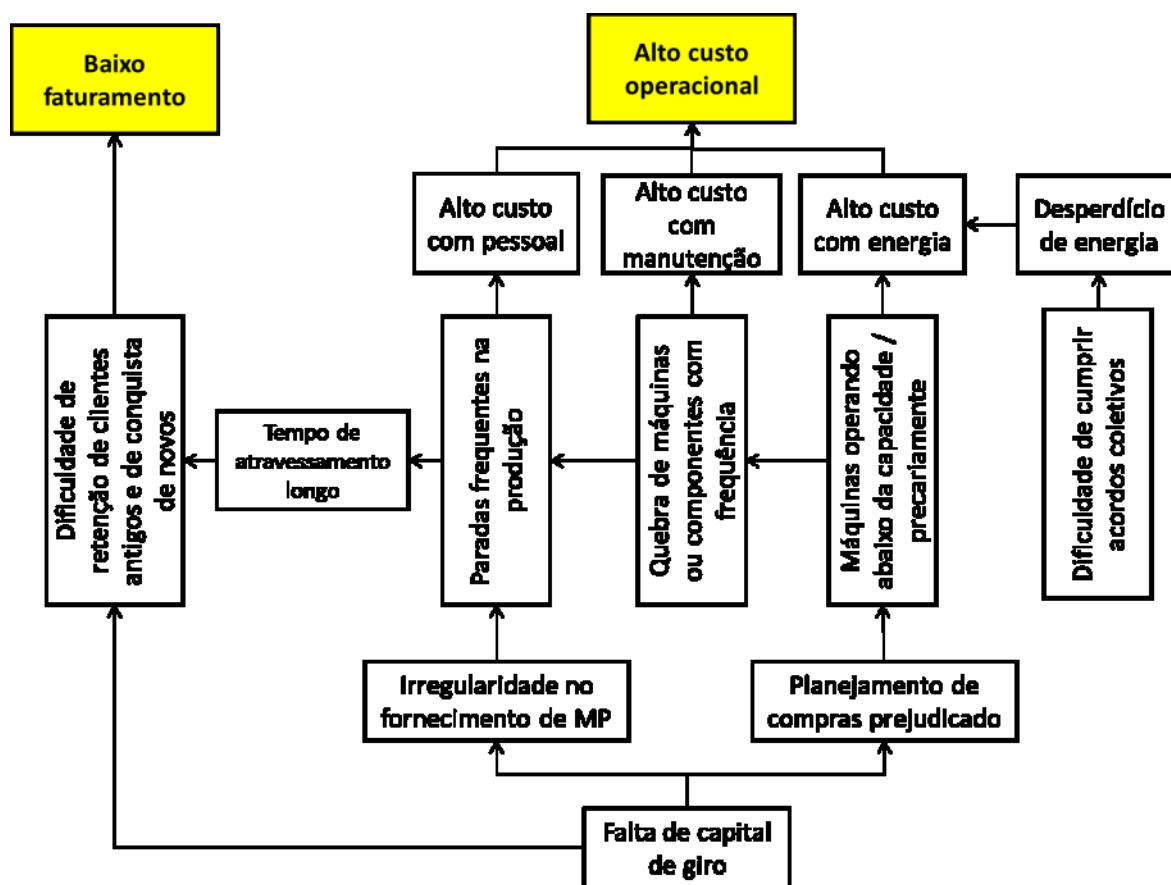 Baixo
faturamento
Alto custo
operacional
Alto custo
com pessoal
Alto custo
com
manutenção
Alto custo
com energia
Desperdício
de energia
Dificuldade de
retenção de clientes
antigos e de conquista
de novos
Tempo de
atravessamento
longo
Paradas frequentes na
produção
Quebra de máquinas
ou componentes com
frequência
Máquinas operando
abaixo da capacidade /
precariamente
Dificuldade de cumprir
acordos coletivos
Irregularidade no
fornecimento de MP
Planejamento de
compras prejudicado
Falta de capital
de giro